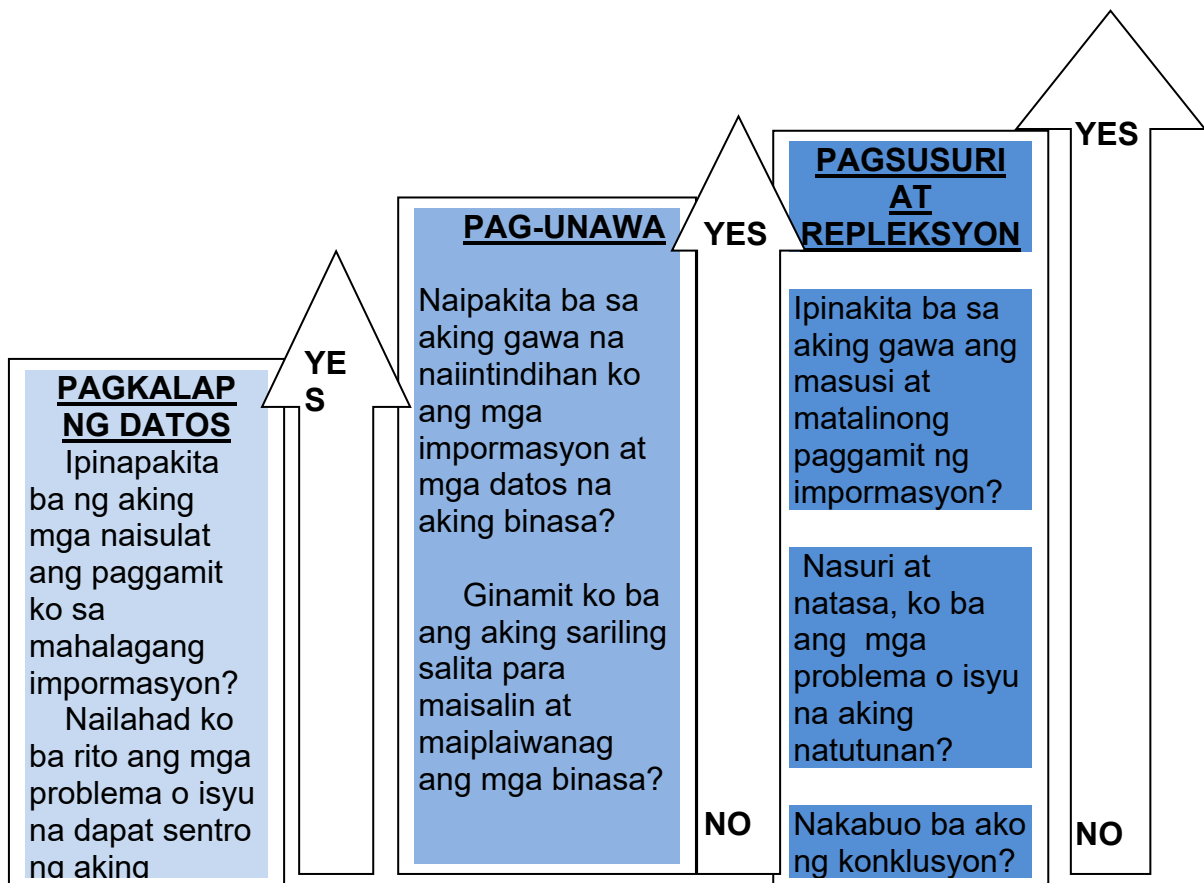 PAGKALAP
NG DATOS
Ipinapakita
ba ng aking
mga naisulat
ang paggamit
ko sa
mahalagang
impormasyon?
Nailahad ko
ba rito ang mga
problema o isyu
na dapat sentro
ng aking
YE
S
PAG-UNAWA
Naipakita ba sa
aking gawa na
naiintindihan ko
ang mga
impormasyon at
mga datos na
aking binasa?
Ginamit ko ba
ang aking sariling
salita para
maisalin at
maiplaiwanag
ang mga binasa?
YES
NO
PAGSUSURI
AT
REPLEKSYON
Ipinakita ba sa
aking gawa ang
masusi at
matalinong
paggamit ng
impormasyon?
Nasuri at
natasa, ko ba
ang mga
problema o isyu
na aking
natutunan?
Nakabuo ba ako
ng konklusyon?
YES
NO